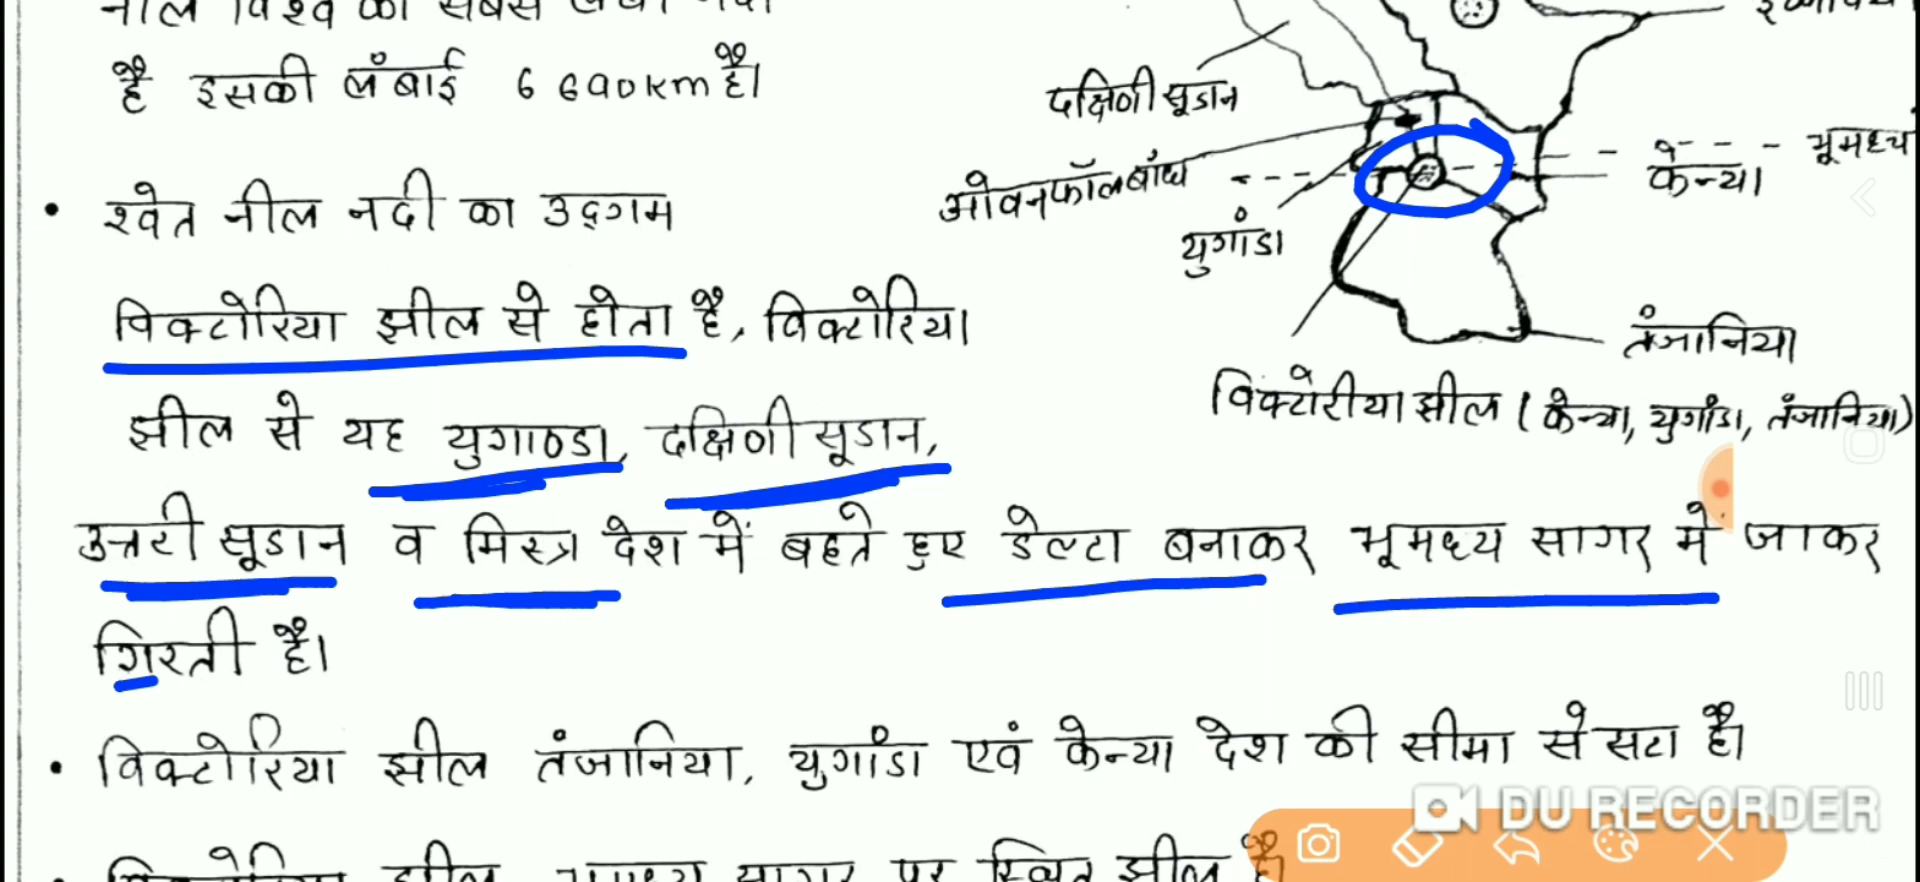 है इसकी लंबाई 6690km है।
दक्षिणी सूडान
ओवनफॉल बांध
केन्या
भूमध्य
युगांडा
• श्वेत नील नदी का उद्गम
विक्टोरिया झील से होता है, विक्टोरिया
तंजानिया
विक्टोरीया झील (केन्या, युगांडा, तंजानिया)
झील से यह युगाण्डा, दक्षिणी सूडान,
उत्तरी सूडान व मिस्त्र देश में बहते हुए डेल्टा बनाकर भूमध्य सागर में जाकर
गिरती है।
• विक्टोरिया झील तंजानिया, युगांडा एवं केन्या देश की सीमा से सटा है।
DU RECORDER